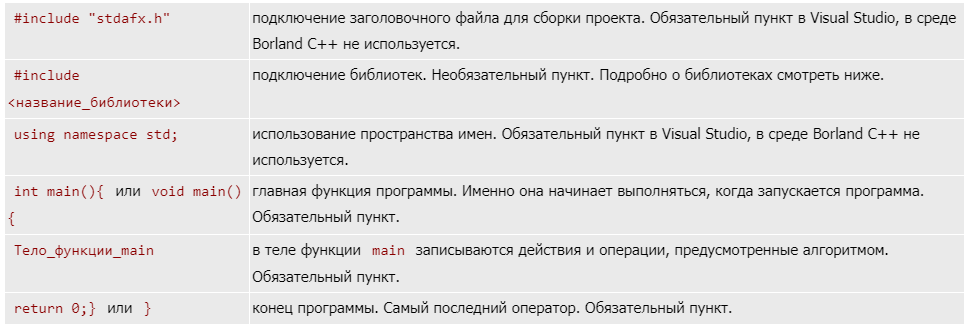 #include "stdafx.h"
подключение заголовочного файла для сборки проекта. Обязательный пункт в Visual Studio, в среде
Borland C++ не используется.
#include
<название_библиотеки>
подключение библиотек. Необязательный пункт. Подробно о библиотеках смотреть ниже.
using namespace std;
использование пространства имен. Обязательный пункт в Visual Studio, в среде Borland C++ не
используется.
int main(){ или void main()
{
главная функция программы. Именно она начинает выполняться, когда запускается программа.
Обязательный пункт.
Тело_функции_main
в теле функции main записываются действия и операции, предусмотренные алгоритмом.
Обязательный пункт.
return 0;} или }
конец программы. Самый последний оператор. Обязательный пункт.